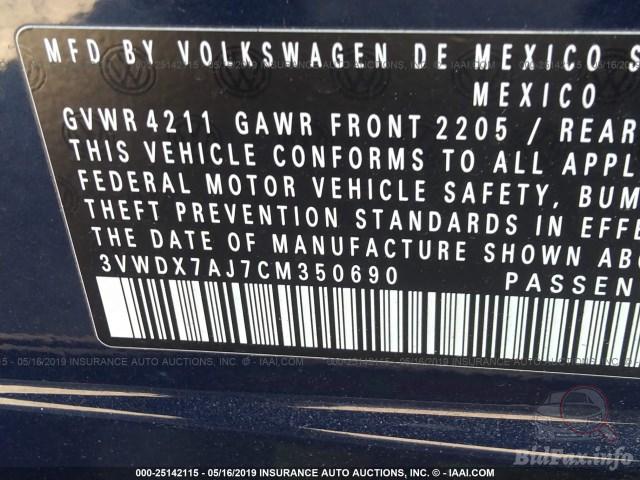 MFD BY VOLKSWAGEN DE MEXICO S
MEXICO
GVWR 4211 GAWR FRONT 2205 / REAR
THIS VEHICLE CONFORMS TO ALL APPL
FEDERAL MOTOR VEHICLE SAFETY, BUM
THEFT PREVENTION STANDARDS IN EFFE
THE DATE OF MANUFACTURE SHOWN ABO
3VWDX7AJ7CM350690 PASSEN
000-25142115 - 05/16/2019 INSURANCE AUTO AUCTIONS, INC. © - IAAI.COM
BidFax.info